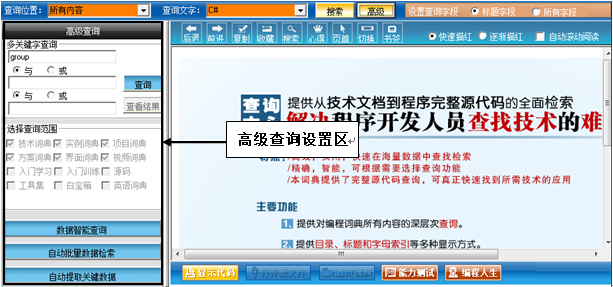 查询位置: 所有内容 查询文字: C# 搜索 高级 设置查询字段 标题字段 所有字段
高级查询
多关键字查询
group
与 或
查询
与 或
查看结果
选择查询范围
技术词典 实例词典 项目词典
方案词典 界面词典 视频词典
入门学习 入门训练 源码
工具集 白宝箱 英语词典
数据智能查询
自动批量数据检索
自动提取关键数据
后退 前进 复制 收藏 搜索 心得 页首 切换 书签 快速描红 逐渐描红 自动滚动阅读
高级查询设置区
查询
提供从技术文档到程序完整源代码的全面检索
解决程序开发人员查找技术的难
快速在海量数据中查找检索
/精确，智能，可根据需要选择查询功能
/本词典提供了完整源代码查询，可真正快速找到所需技术的应用
主要功能
1. 提供对编程词典所有内容的深层次查询。
2. 提供目录、标题和字母索引等多种显示方式。
显示代码 打开源文件 能力测试 编程人生